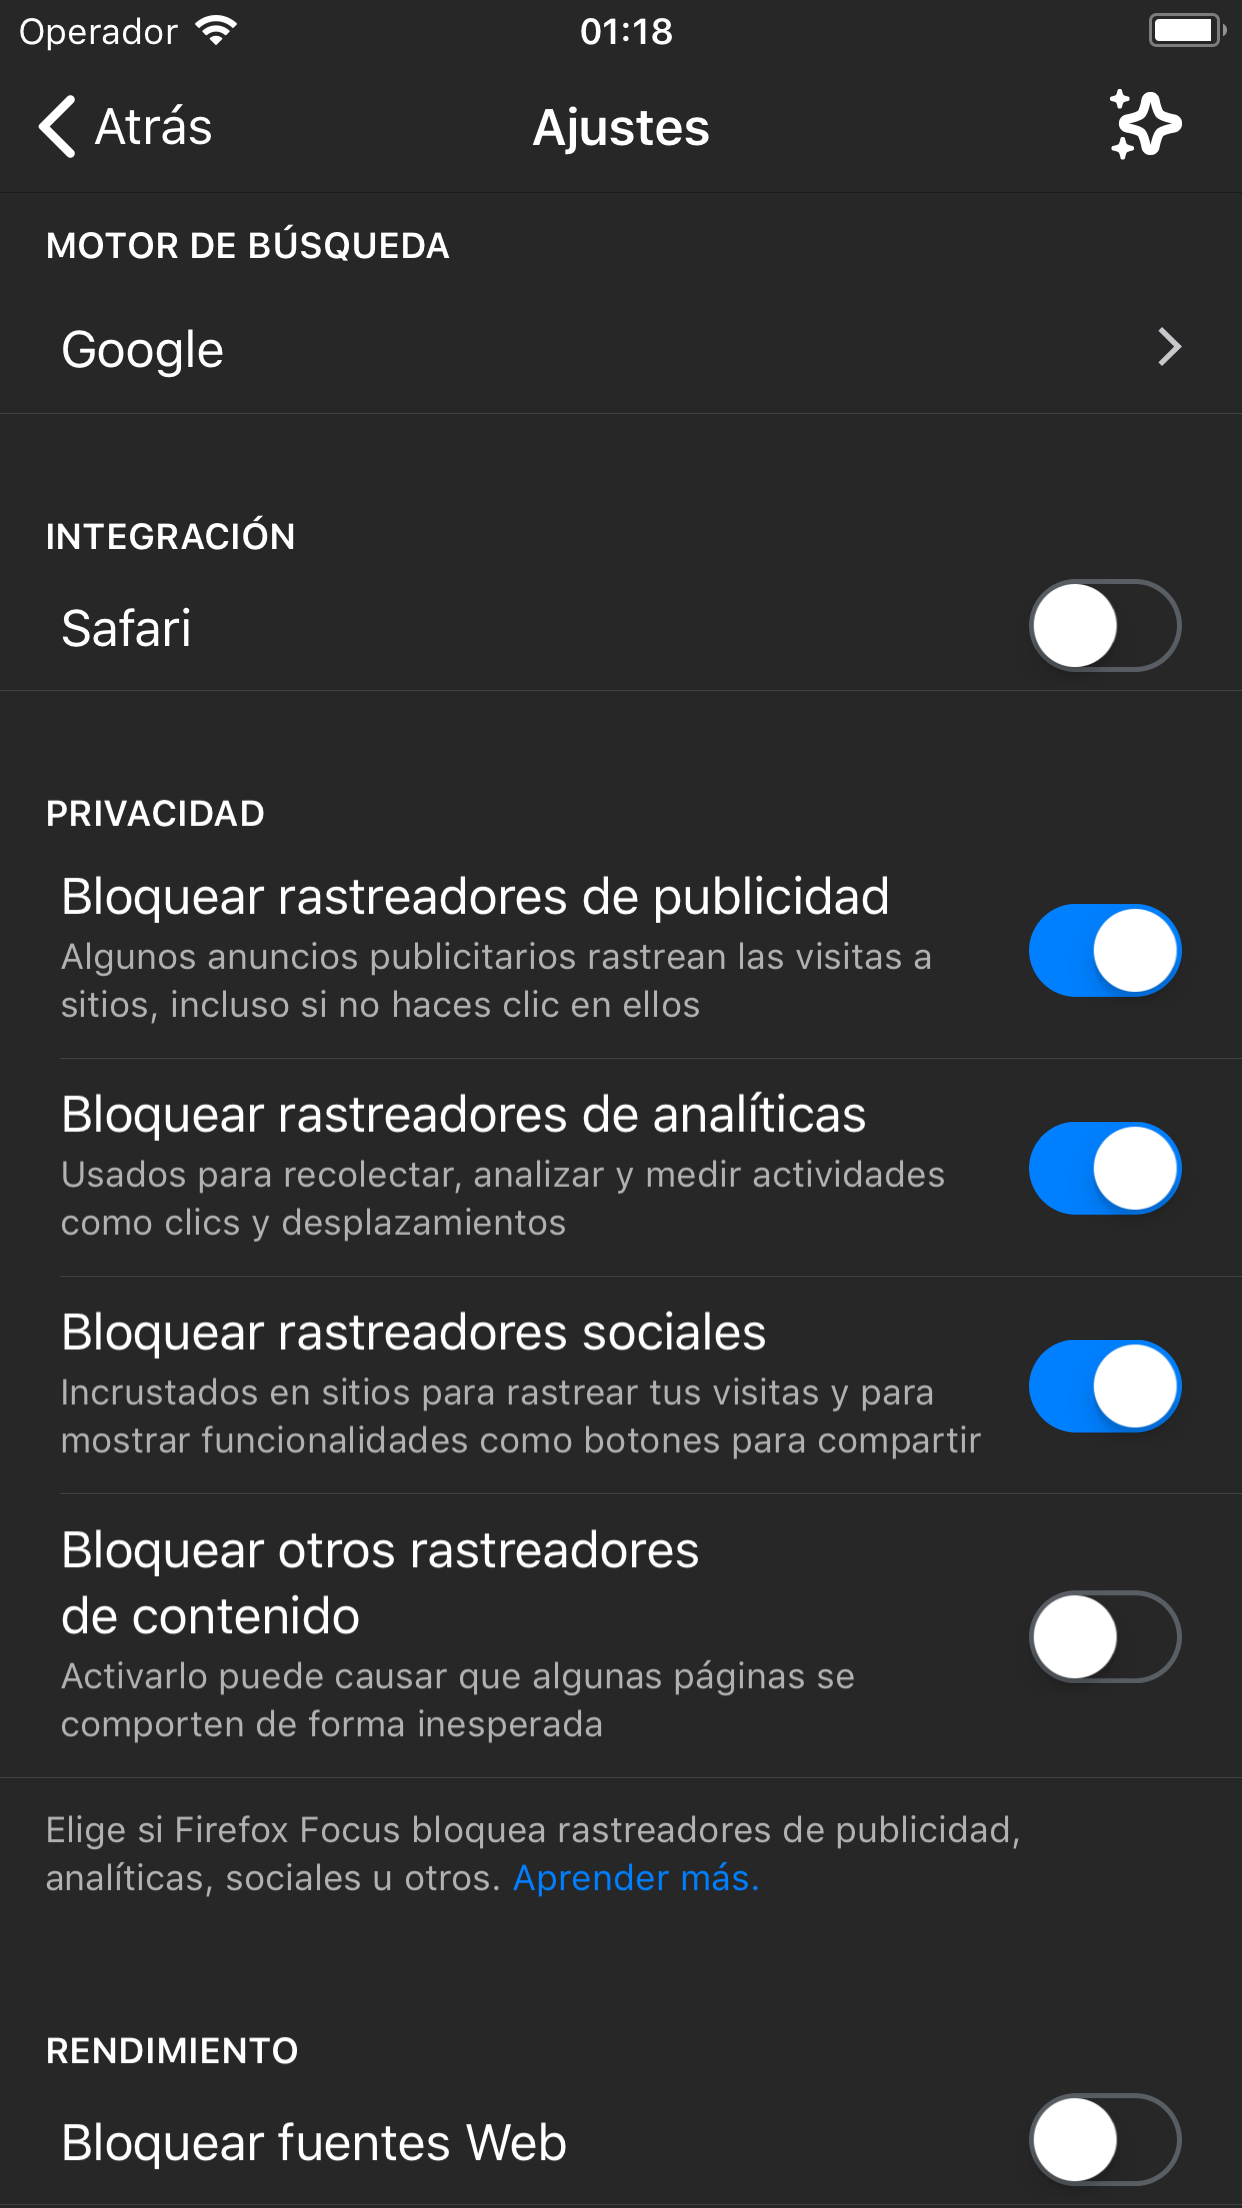 Operador
01:18
Atrás
Ajustes
MOTOR DE BÚSQUEDA
Google
INTEGRACIÓN
Safari
PRIVACIDAD
Bloquear rastreadores de publicidad
Algunos anuncios publicitarios rastrean las visitas a
sitios, incluso si no haces clic en ellos
Bloquear rastreadores de analíticas
Usados para recolectar, analizar y medir actividades
como clics y desplazamientos
Bloquear rastreadores sociales
Incrustados en sitios para rastrear tus visitas y para
mostrar funcionalidades como botones para compartir
Bloquear otros rastreadores
de contenido
Activarlo puede causar que algunas páginas se
comporten de forma inesperada
Elige si Firefox Focus bloquea rastreadores de publicidad,
analíticas, sociales u otros. Aprender más.
RENDIMIENTO
Bloquear fuentes Web